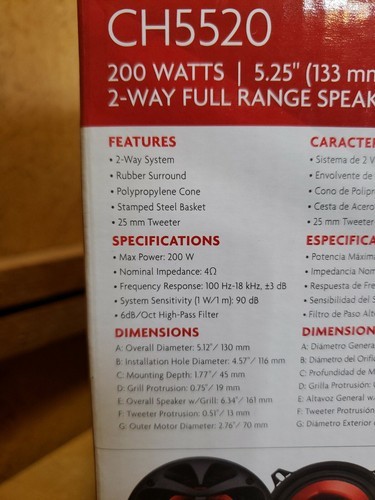 CH5520
200 WATTS | 5.25" (133 mm
2-WAY FULL RANGE SPEAK
FEATURES
• 2-Way System
• Rubber Surround
• Polypropylene Cone
• Stamped Steel Basket
• 25 mm Tweeter
SPECIFICATIONS
• Max Power: 200 W
• Nominal Impedance: 4Ω
• Frequency Response: 100 Hz-18 kHz, ±3 dB
• System Sensitivity (1 W/1 m): 90 dB
• 6dB/Oct High-Pass Filter
DIMENSIONS
A: Overall Diameter: 5.12"/ 130 mm
B: Installation Hole Diameter: 4.57"/ 116 mm
C: Mounting Depth: 1.77"/ 45 mm
D: Grill Protrusion: 0.75"/ 19 mm
E: Overall Speaker w/Grill: 6.34"/ 161 mm
F: Tweeter Protrusion: 0.51"/ 13 mm
G: Outer Motor Diameter: 2.76"/ 70 mm
CARACTE
• Sistema de 2 V
• Envolvente de
• Cono de Polipr
• Cesta de Acero
• 25 mm Tweeter
ESPECIFICA
• Potencia Máxima
• Impedancia Nom
• Respuesta de Fre
• Sensibilidad del S
• Filtro de Paso Alt
DIMENSION
A: Diámetro Genera
B: Diámetro del Orifi
C: Profundidad de M
D: Grilla Protrusión:
E: Altavoz General w
F: Tweeter Protrusión
G: Diámetro Exterior